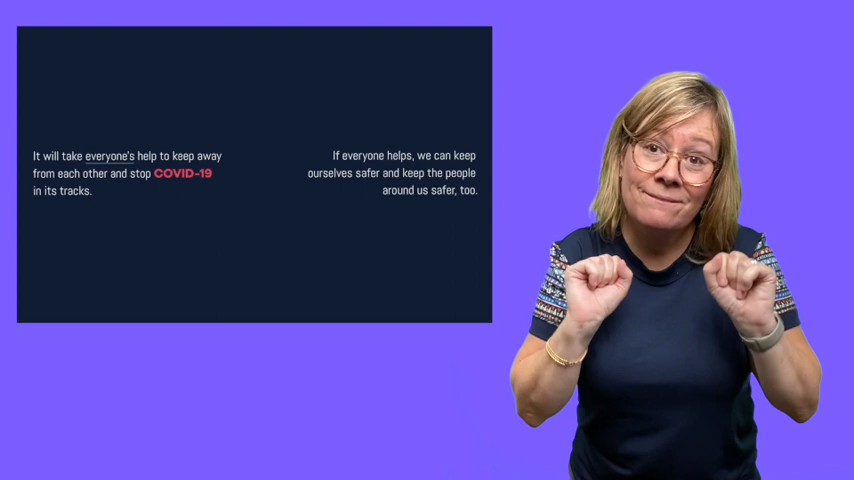 It will take everyone's help to keep away
from each other and stop COVID-19
in its tracks.
If everyone helps, we can keep
ourselves safer and keep the people
around us safer, too.